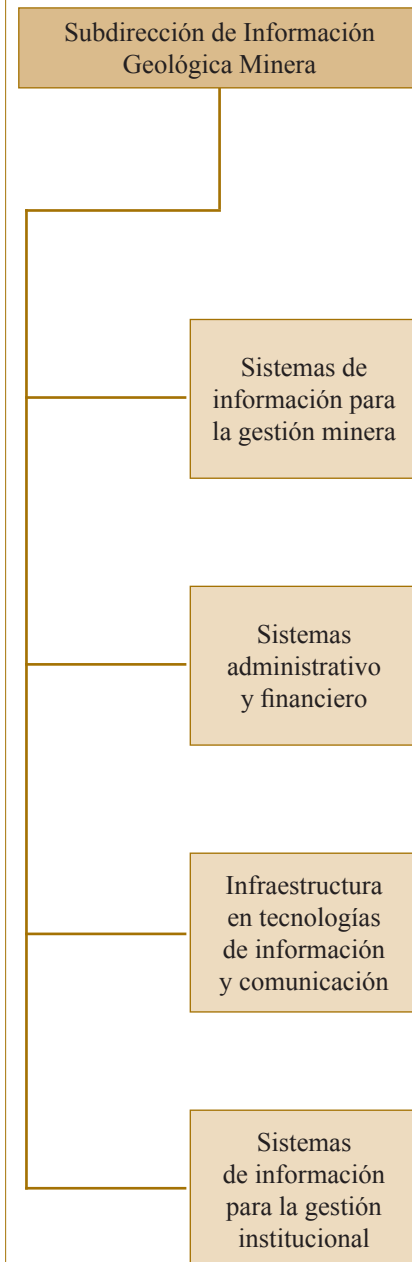 Subdirección de Información
Geológica Minera
Sistemas de
información para
la gestión minera
Sistemas
administrativo
y financiero
Infraestructura
en tecnologías
de información
y comunicación
Sistemas
de información
para la gestión
institucional